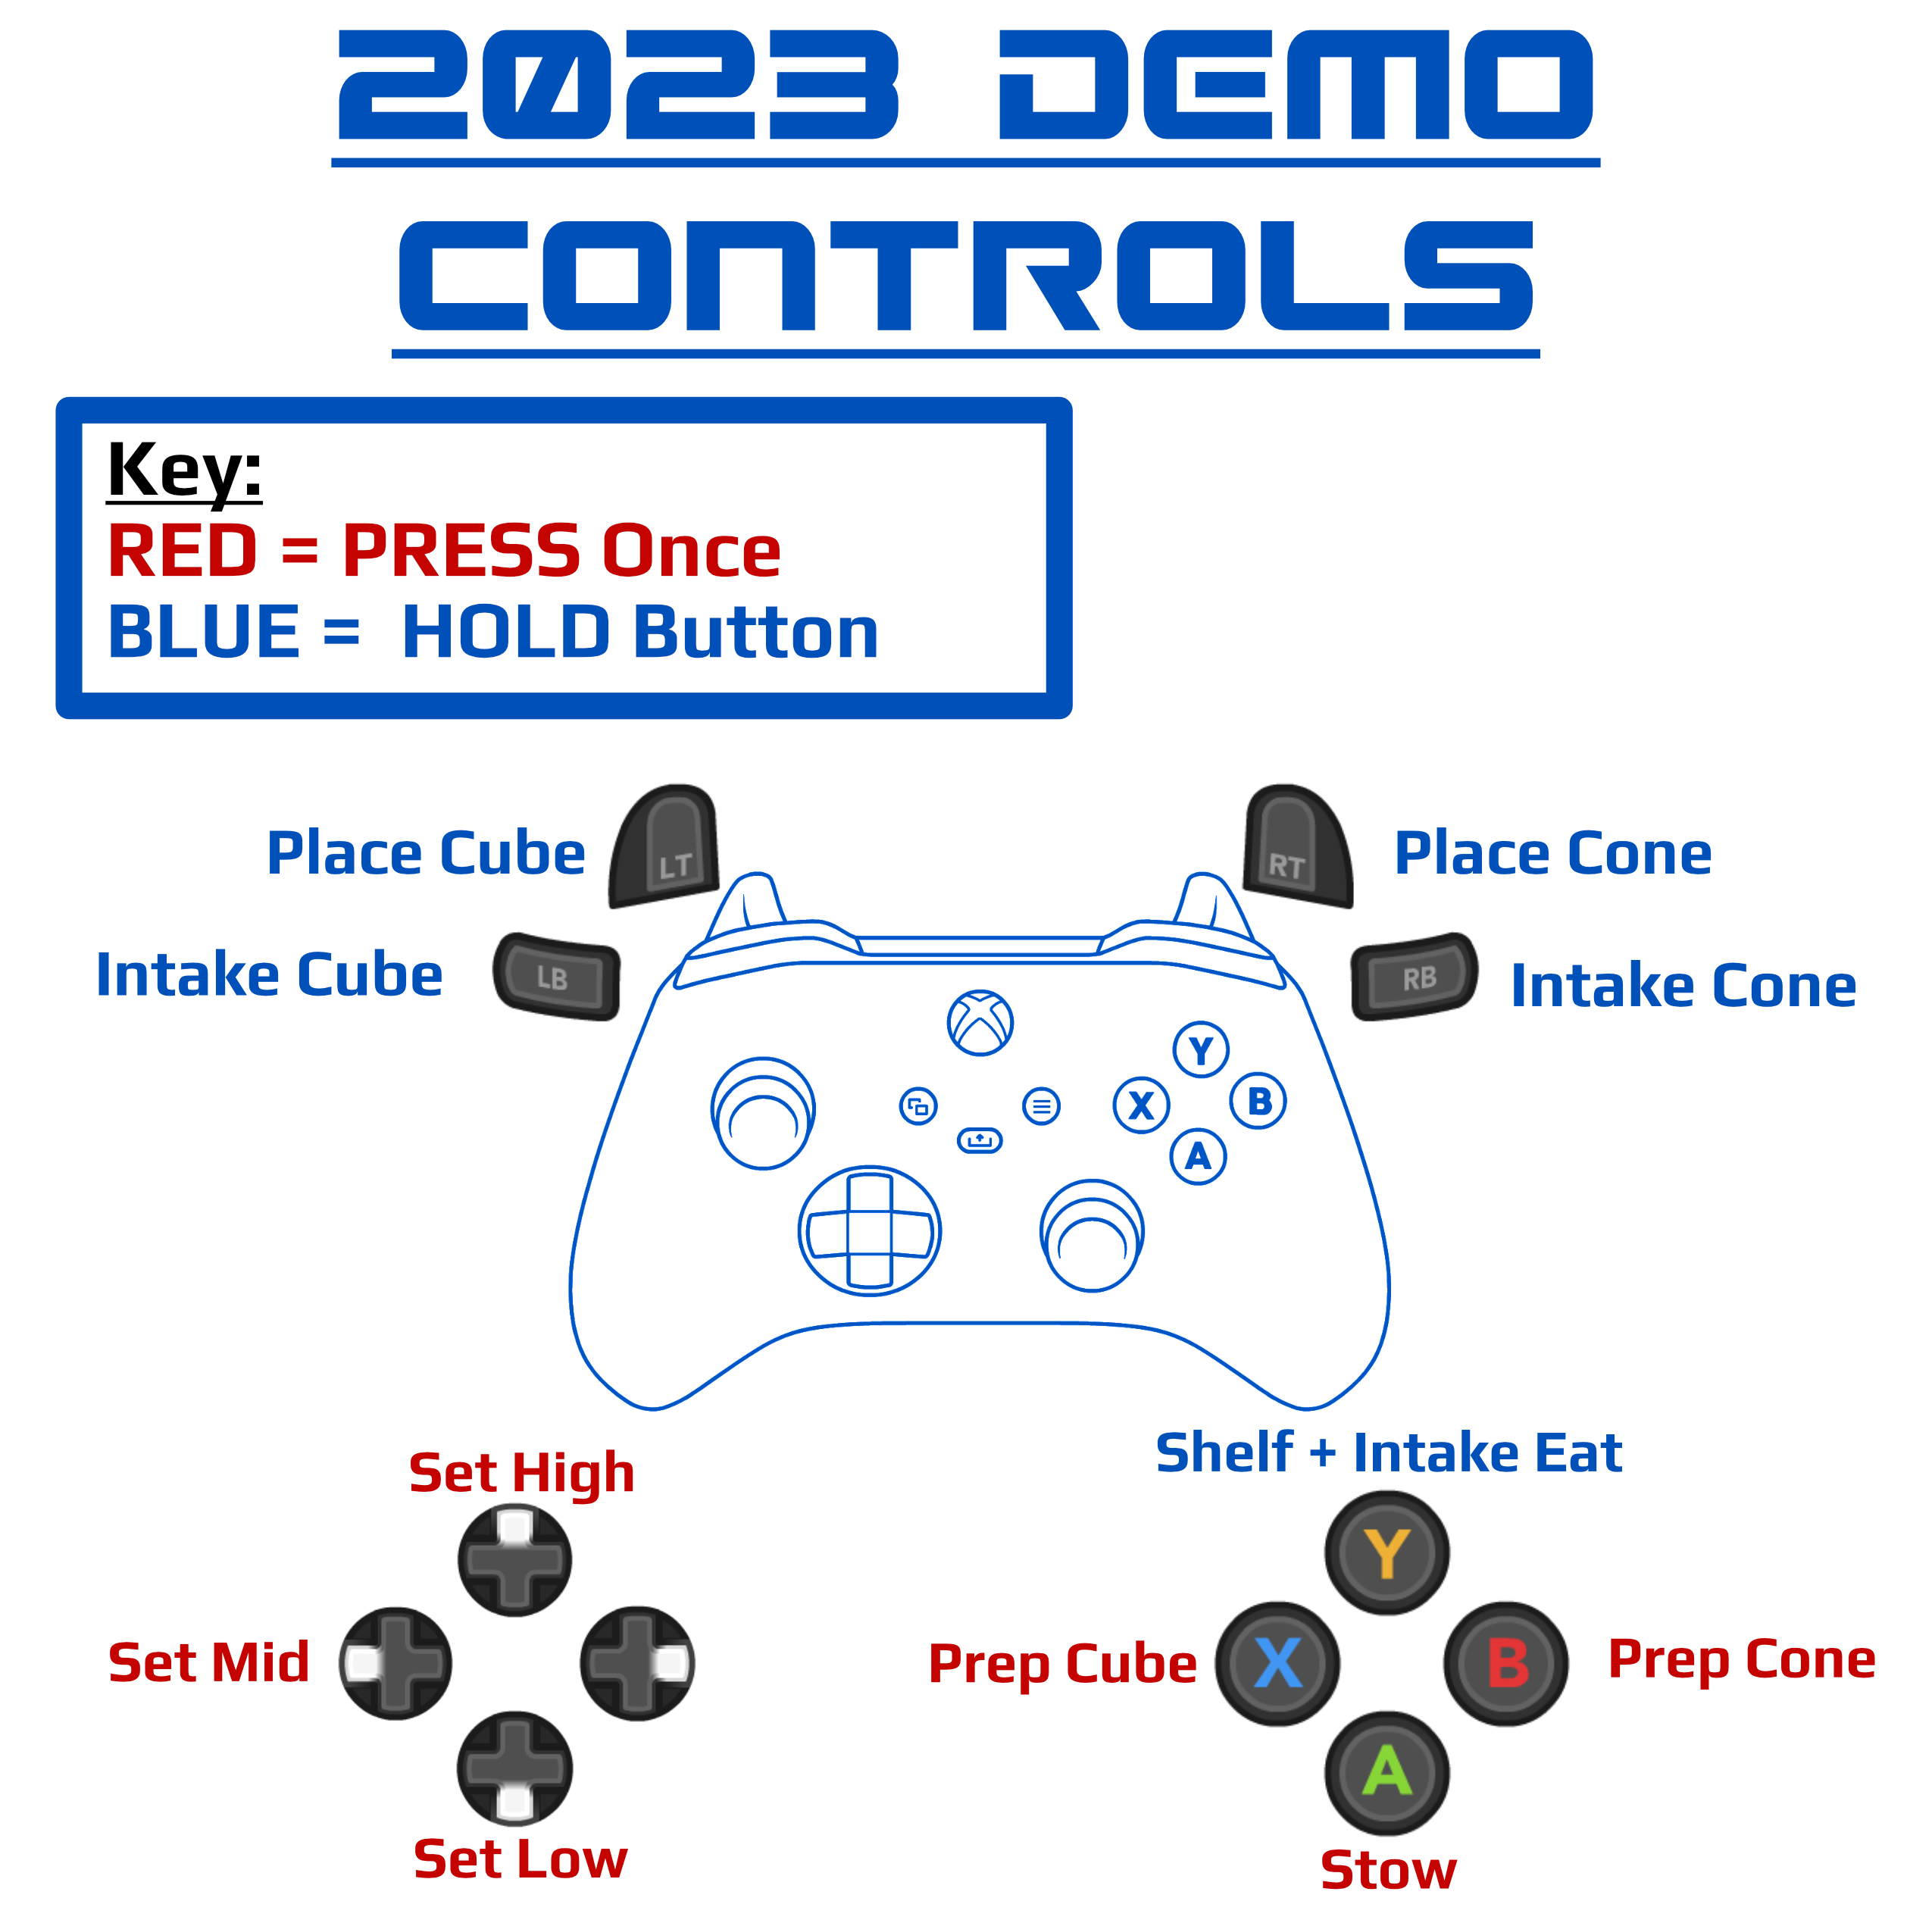 2023 DEMO
CONTROLS
Key:
RED = PRESS Once
BLUE = HOLD Button
Place Cube LT RT Place Cone
Intake Cube LB RB Intake Cone
Y
X B
A
Set High
Shelf + Intake Eat
Y
Set Mid
Prep Cube X B Prep Cone
A
Set Low
Stow